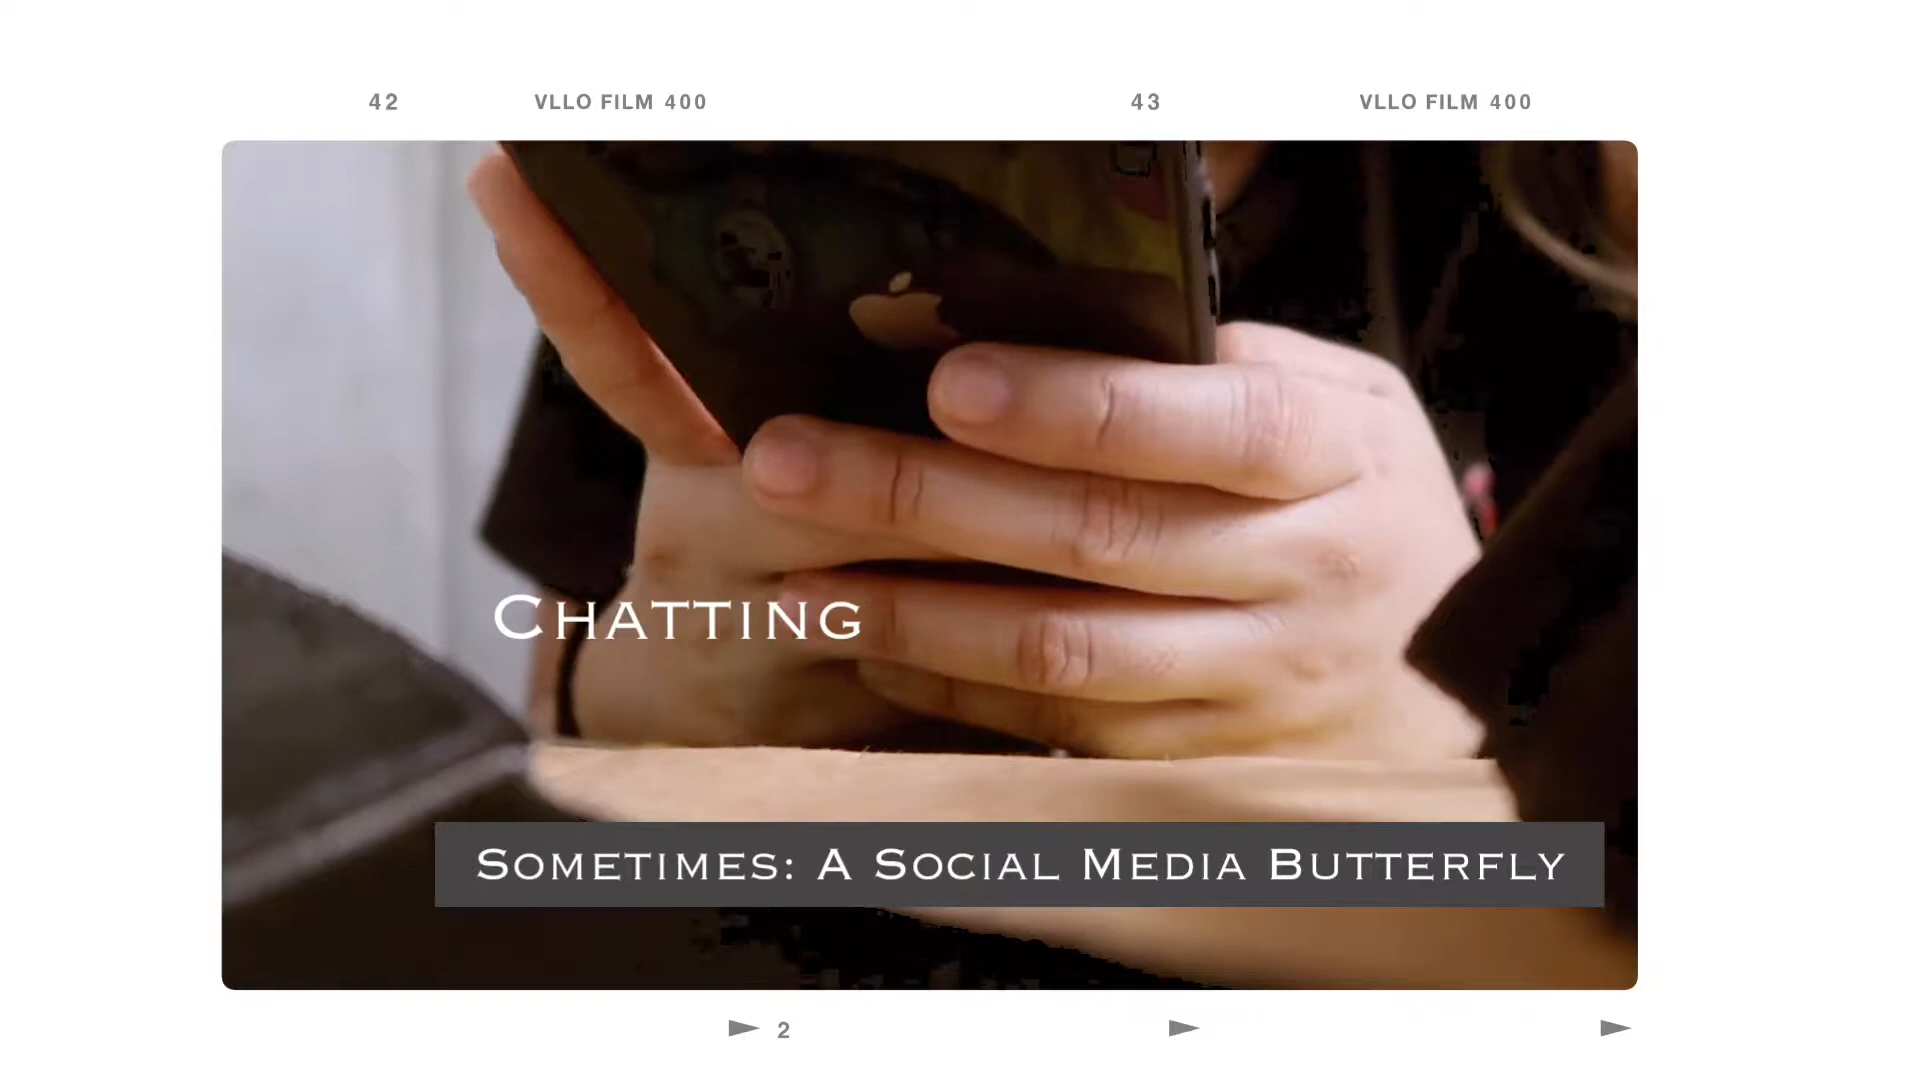 42 VLLO FILM 400 43 VLLO FILM 400
CHATTING
SOMETIMES: A SOCIAL MEDIA BUTTERFLY
2